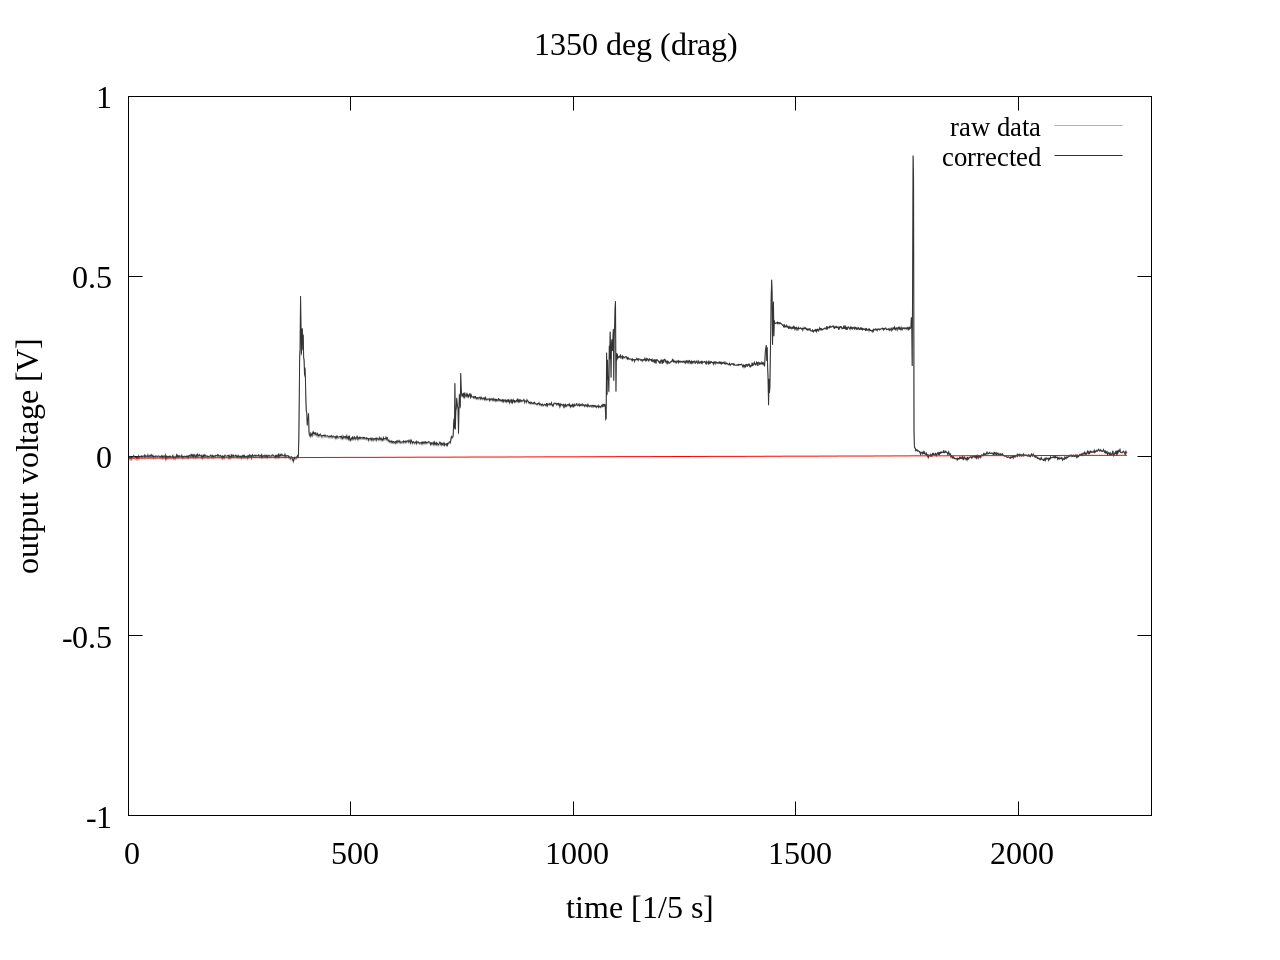 1350 deg (drag)
raw data
corrected
1
0.5
0
-0.5
-1
output voltage [V]
0
500
1000
1500
2000
time [1/5 s]